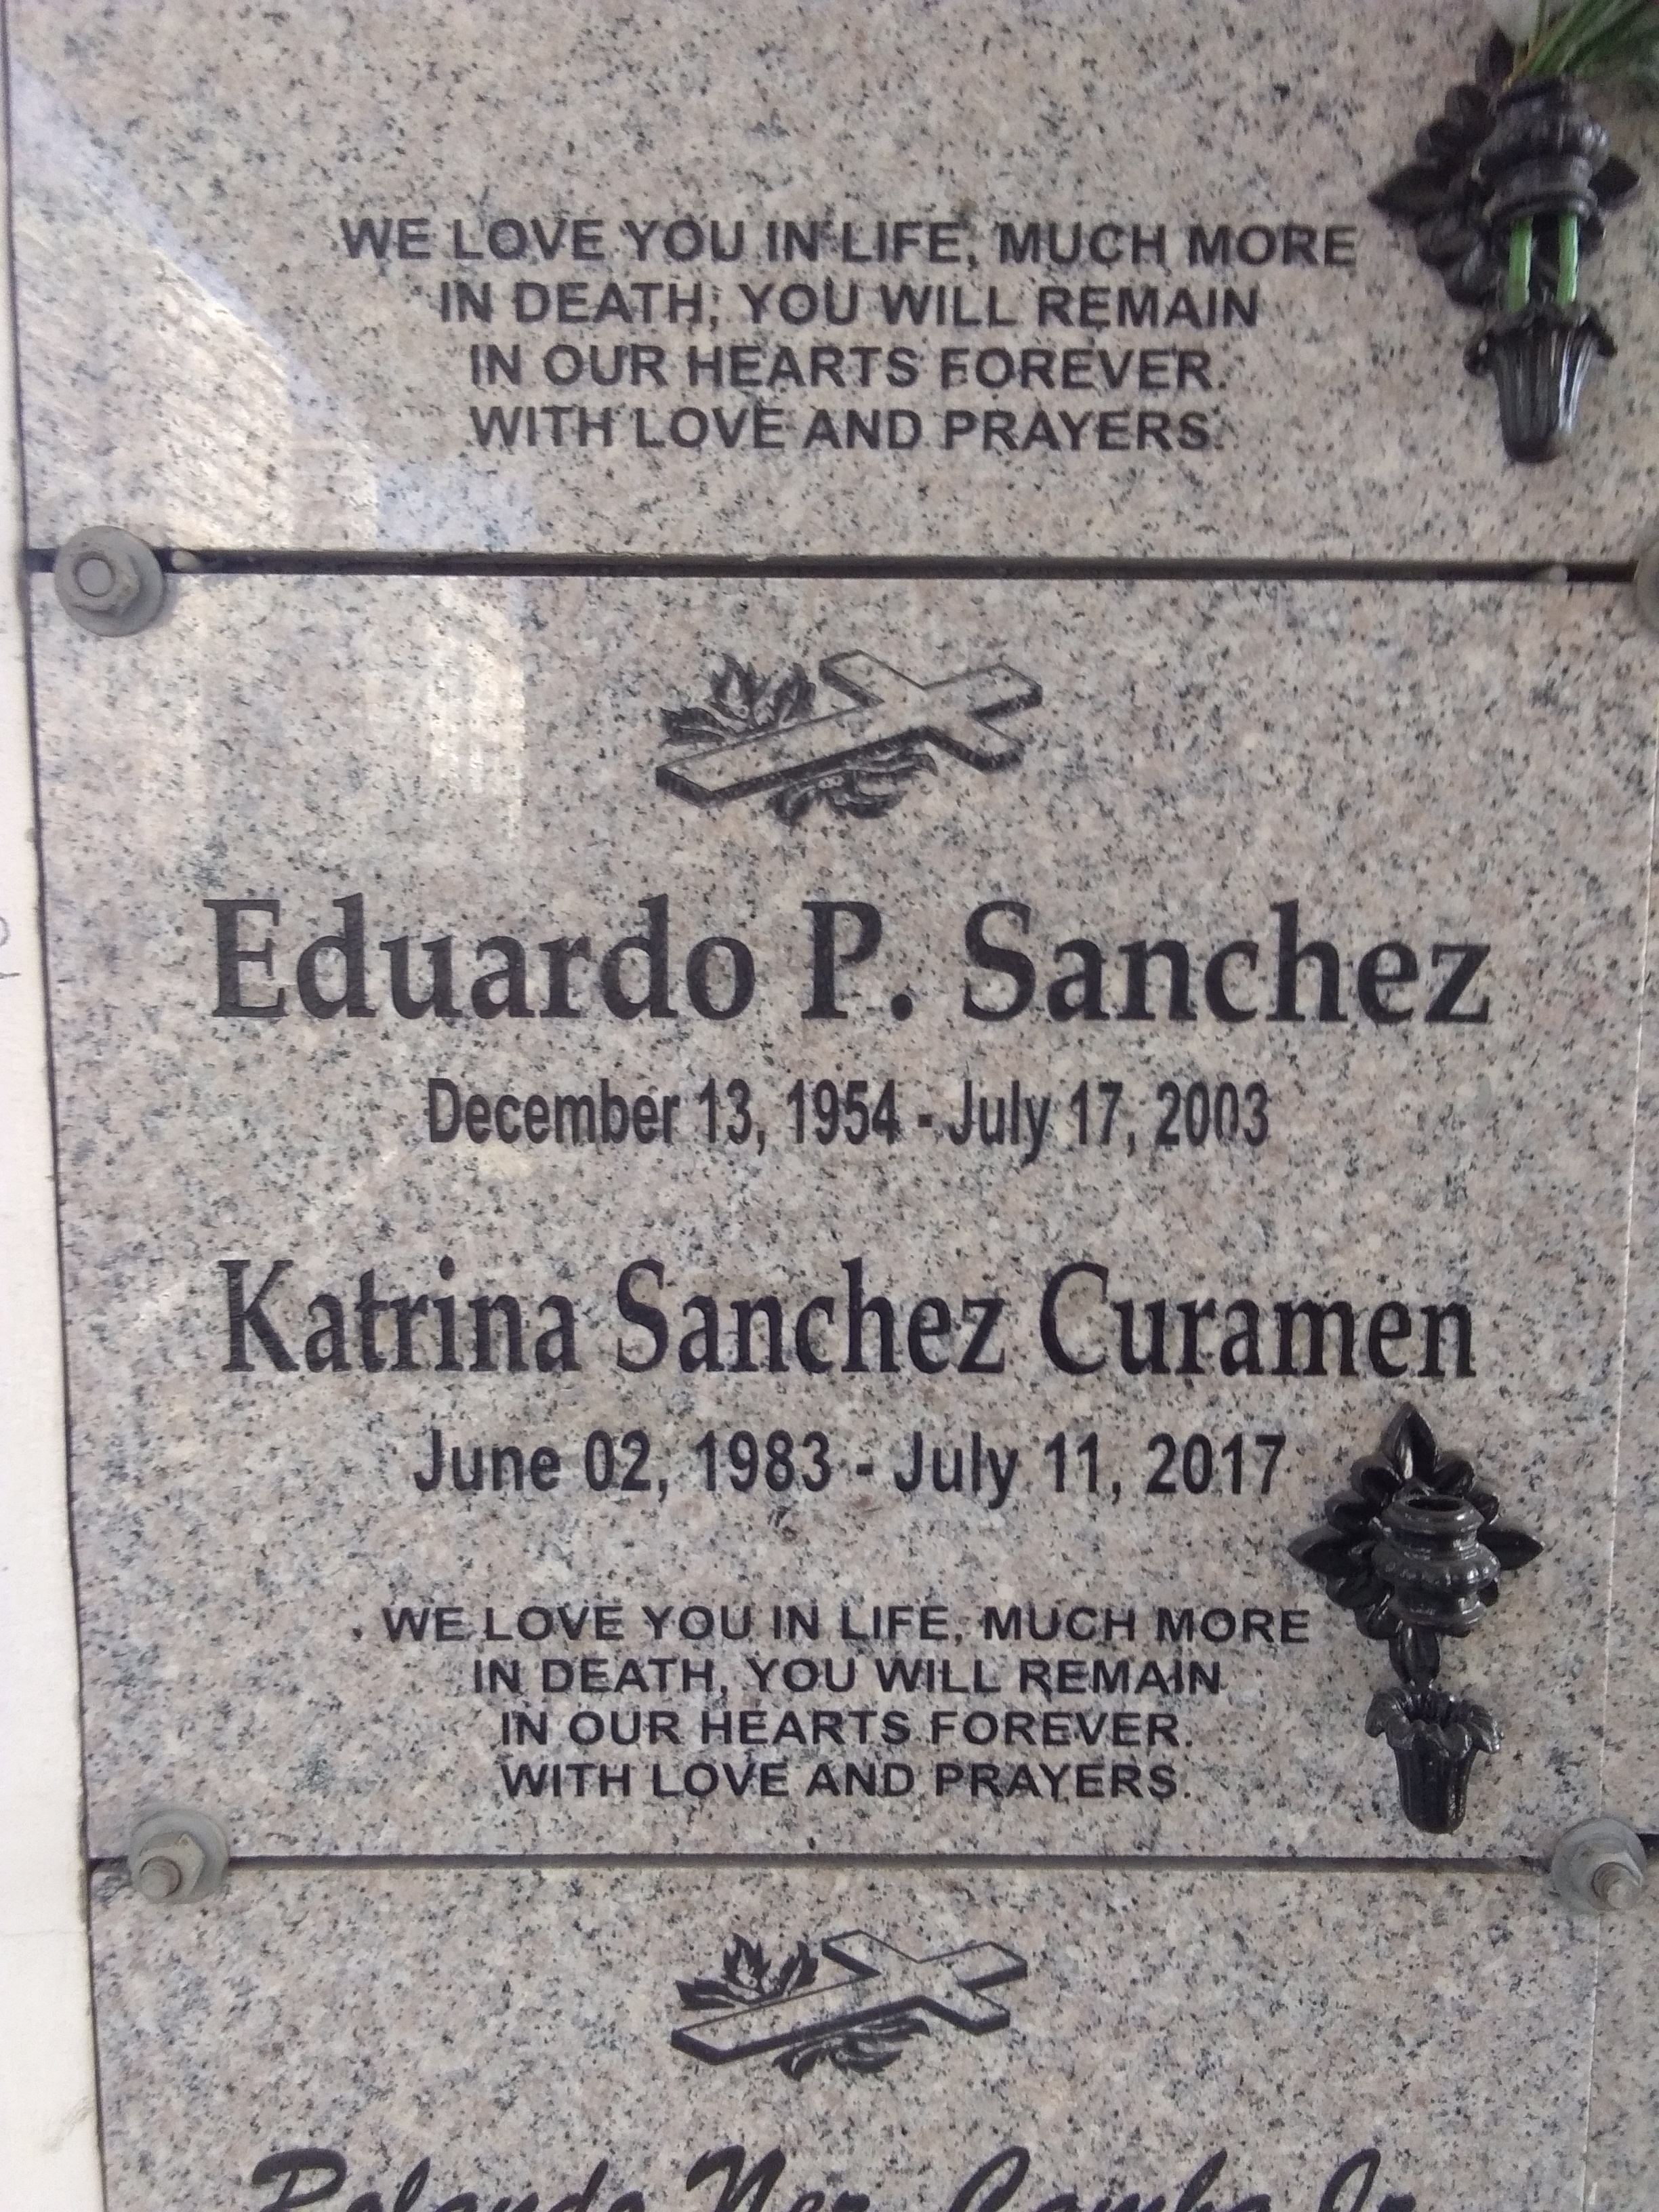 WE LOVE YOU IN LIFE, MUCH MORE
IN DEATH, YOU WILL REMAIN
IN OUR HEARTS FOREVER.
WITH LOVE AND PRAYERS.
Eduardo P. Sanchez
December 13, 1954 - July 17, 2003
Katrina Sanchez Curamen
June 02, 1983 - July 11, 2017
WE LOVE YOU IN LIFE, MUCH MORE
IN DEATH, YOU WILL REMAIN
IN OUR HEARTS FOREVER.
WITH LOVE AND PRAYERS.
Rolando Ner Jr.